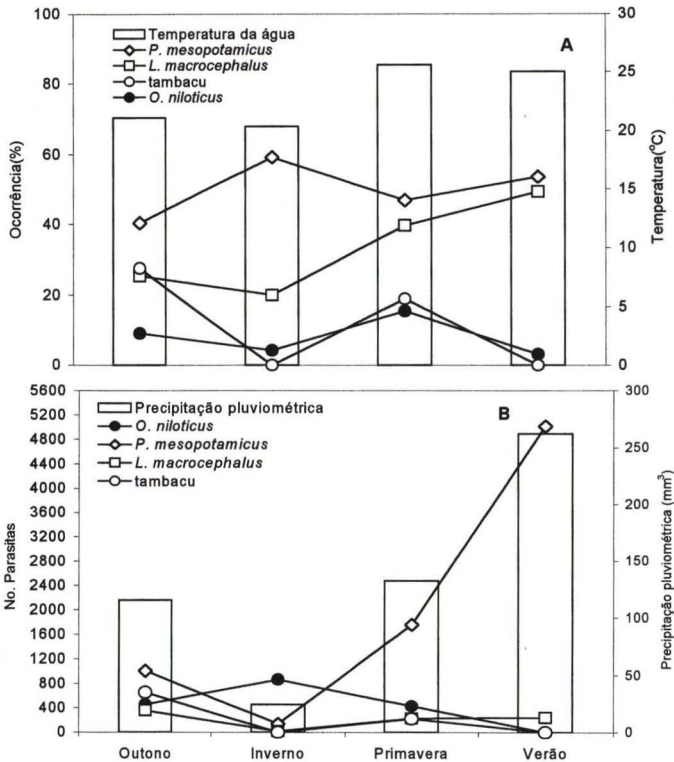 A
Temperatura da água
P. mesopotamicus
L. macrocephalus
tambacu
O. niloticus
Ocorrência(%)
100
80
60
40
20
0
Temperatura(°C)
30
25
20
15
10
5
0
B
Precipitação pluviométrica
O. niloticus
P. mesopotamicus
L. macrocephalus
tambacu
No. Parasitas
5600
5200
4800
4400
4000
3600
3200
2800
2400
2000
1600
1200
800
400
0
Precipitação pluviométrica (mm³)
300
250
200
150
100
50
0
Outono Inverno Primavera Verão